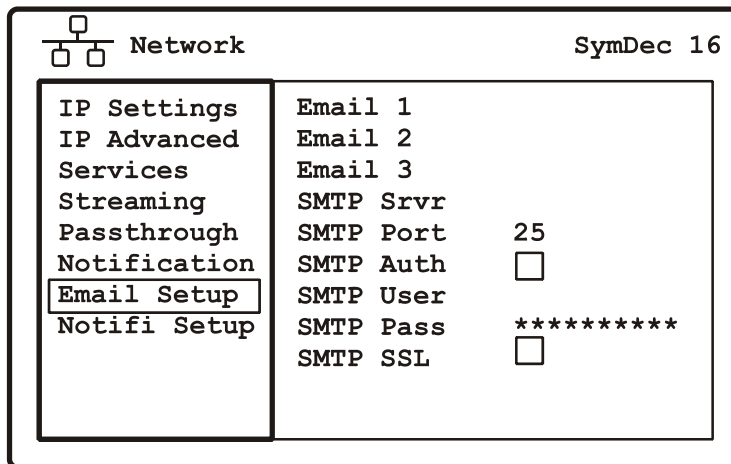 Network
SymDec 16
IP Settings
IP Advanced
Services
Streaming
Passthrough
Notification
Email Setup
Notifi Setup
Email 1
Email 2
Email 3
SMTP Srvr
SMTP Port 25
SMTP Auth
SMTP User
SMTP Pass **********
SMTP SSL